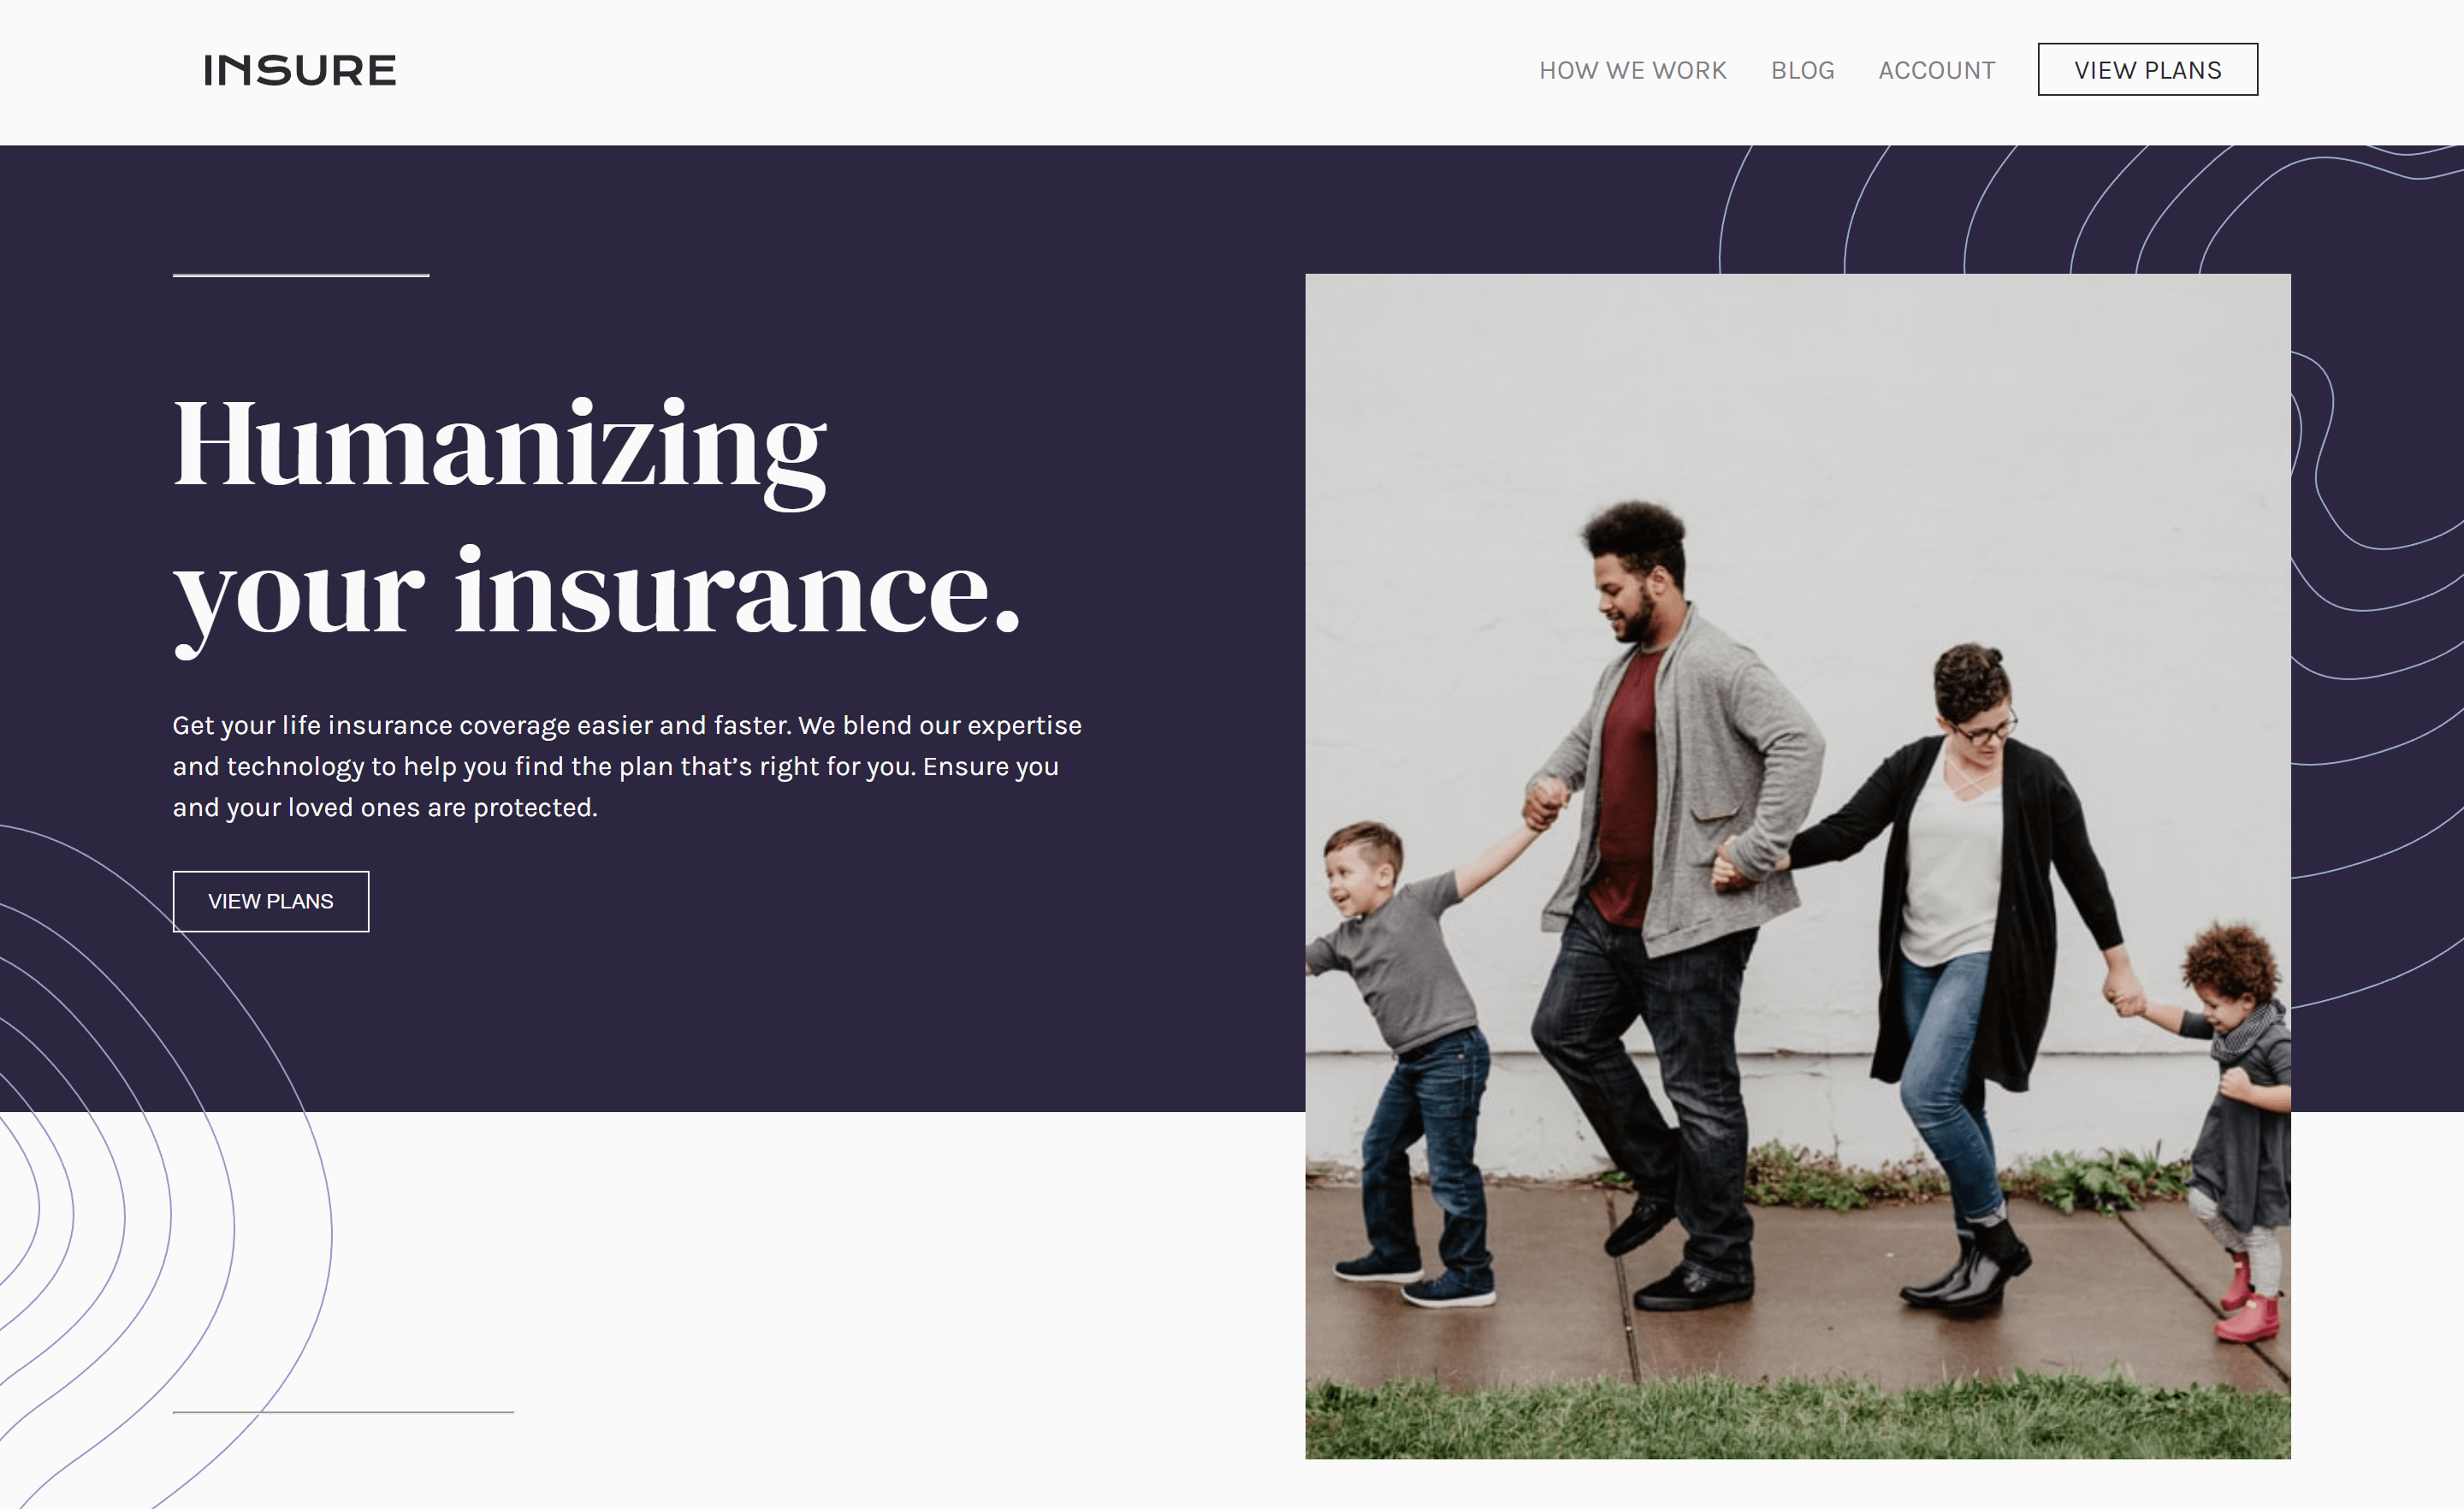 INSURE
HOW WE WORK
BLOG
ACCOUNT
VIEW PLANS
Humanizing
your insurance.
Get your life insurance coverage easier and faster. We blend our expertise
and technology to help you find the plan that’s right for you. Ensure you
and your loved ones are protected.
VIEW PLANS